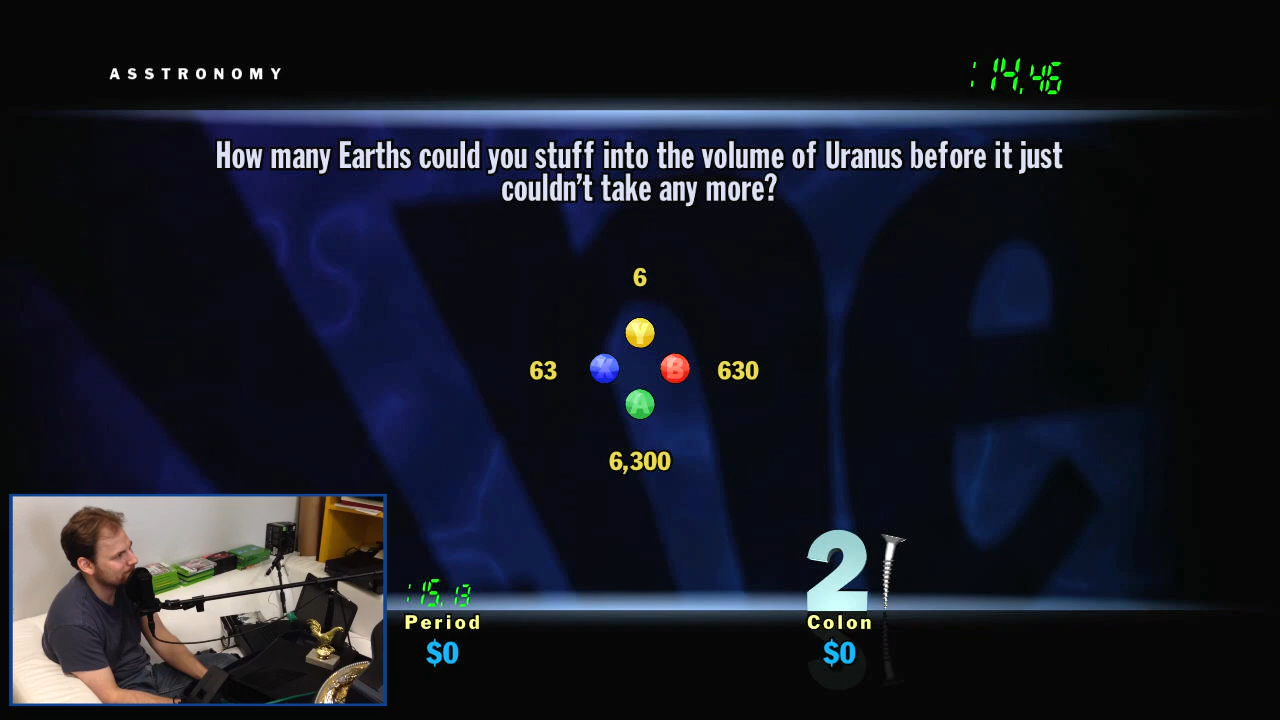 ASSTRONOMY
:14.46
How many Earths could you stuff into the volume of Uranus before it just
couldn't take any more?
6
Y
63
X
B
630
A
6,300
:15.13
2
Period
Colon
$0
$0